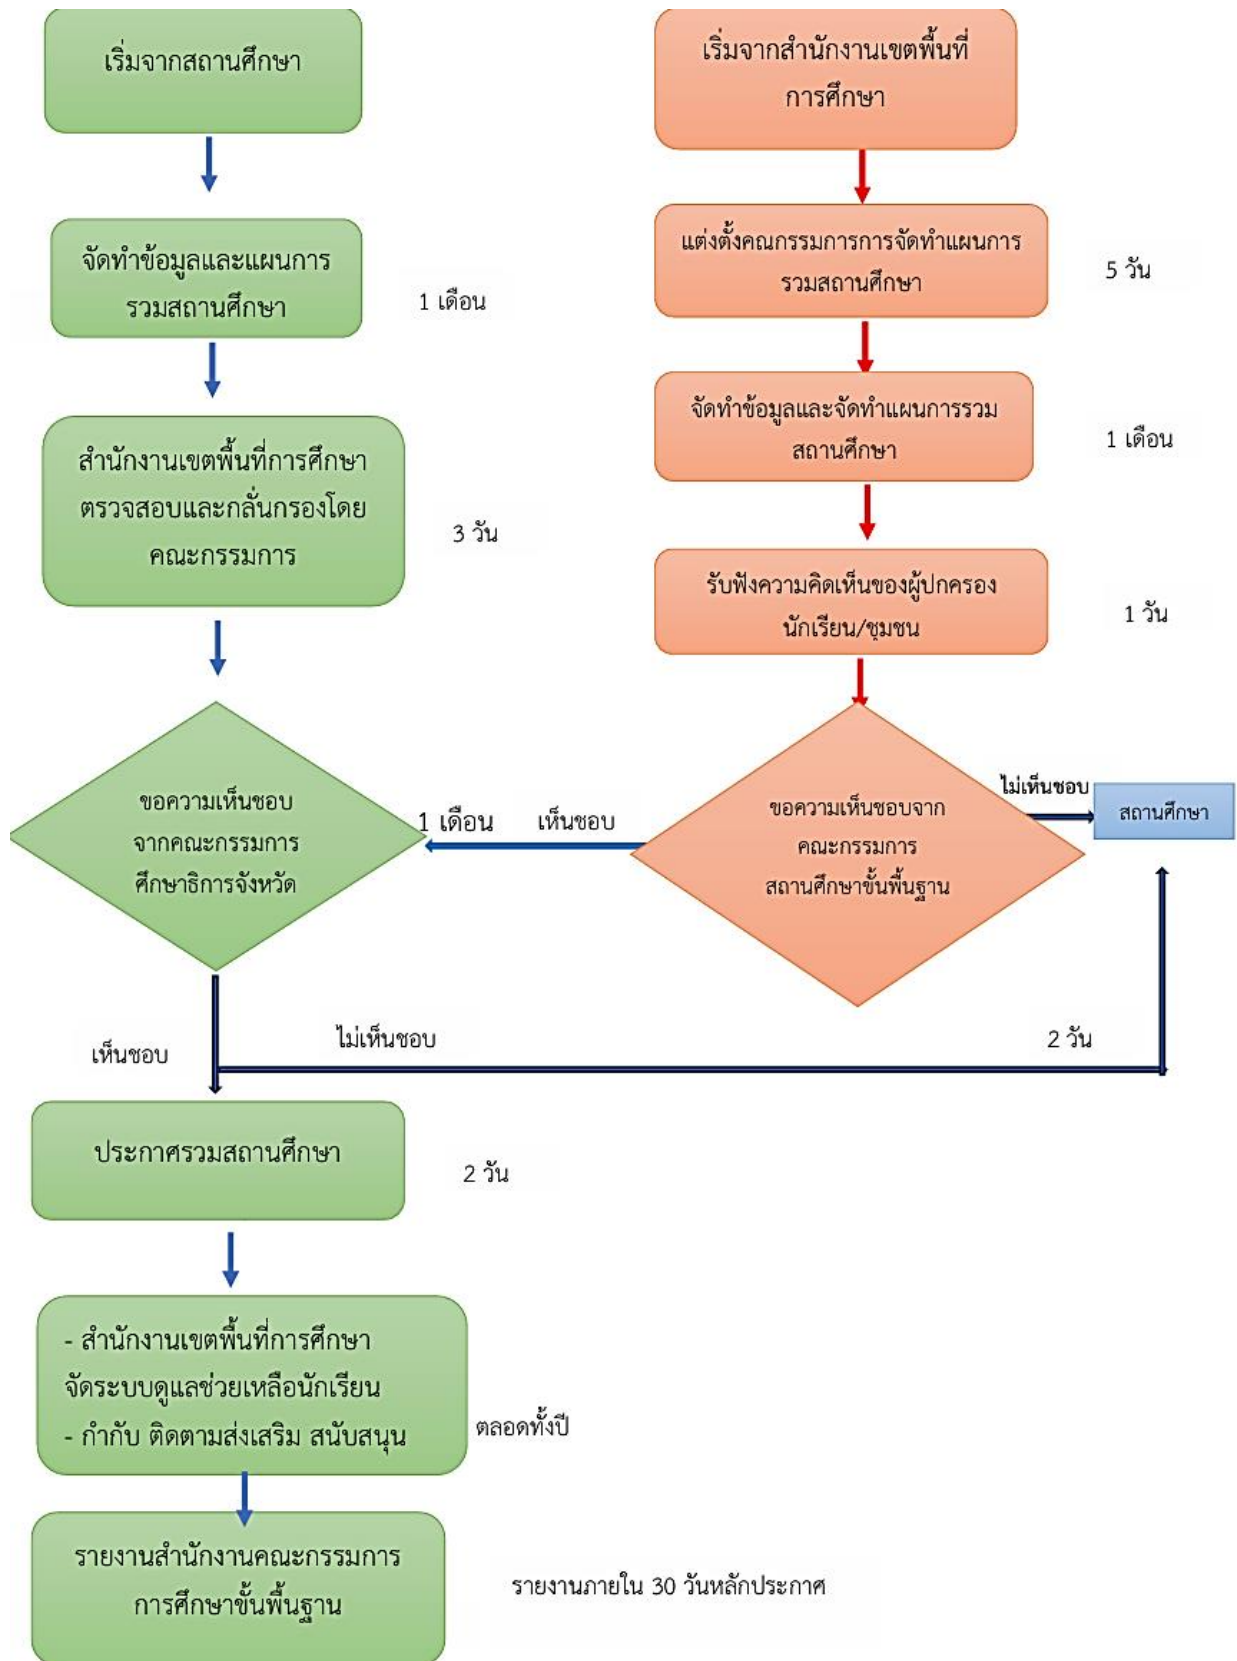 เริ่มจากสถานศึกษา
เริ่มจากสำนักงานเขตพื้นที่
การศึกษา
จัดทำข้อมูลและแผนการ
รวมสถานศึกษา
1 เดือน
แต่งตั้งคณกรรมการการจัดทำแผนการ
รวมสถานศึกษา
5 วัน
สำนักงานเขตพื้นที่การศึกษา
ตรวจสอบและกลั่นกรองโดย
คณะกรรมการ
3 วัน
จัดทำข้อมูลและจัดทำแผนการรวม
สถานศึกษา
1 เดือน
รับฟังความคิดเห็นของผู้ปกครอง
นักเรียน/ชุมชน
1 วัน
ขอความเห็นชอบ
จากคณะกรรมการ
ศึกษาธิการจังหวัด
1 เดือน
เห็นชอบ
ขอความเห็นชอบจาก
คณะกรรมการ
สถานศึกษาขั้นพื้นฐาน
ไม่เห็นชอบ
สถานศึกษา
เห็นชอบ
ไม่เห็นชอบ
2 วัน
ประกาศรวมสถานศึกษา
2 วัน
- สำนักงานเขตพื้นที่การศึกษา
จัดระบบดูแลช่วยเหลือนักเรียน
- กำกับ ติดตามส่งเสริม สนับสนุน
ตลอดทั้งปี
รายงานสำนักงานคณะกรรมการ
การศึกษาขั้นพื้นฐาน
รายงานภายใน 30 วันหลักประกาศ